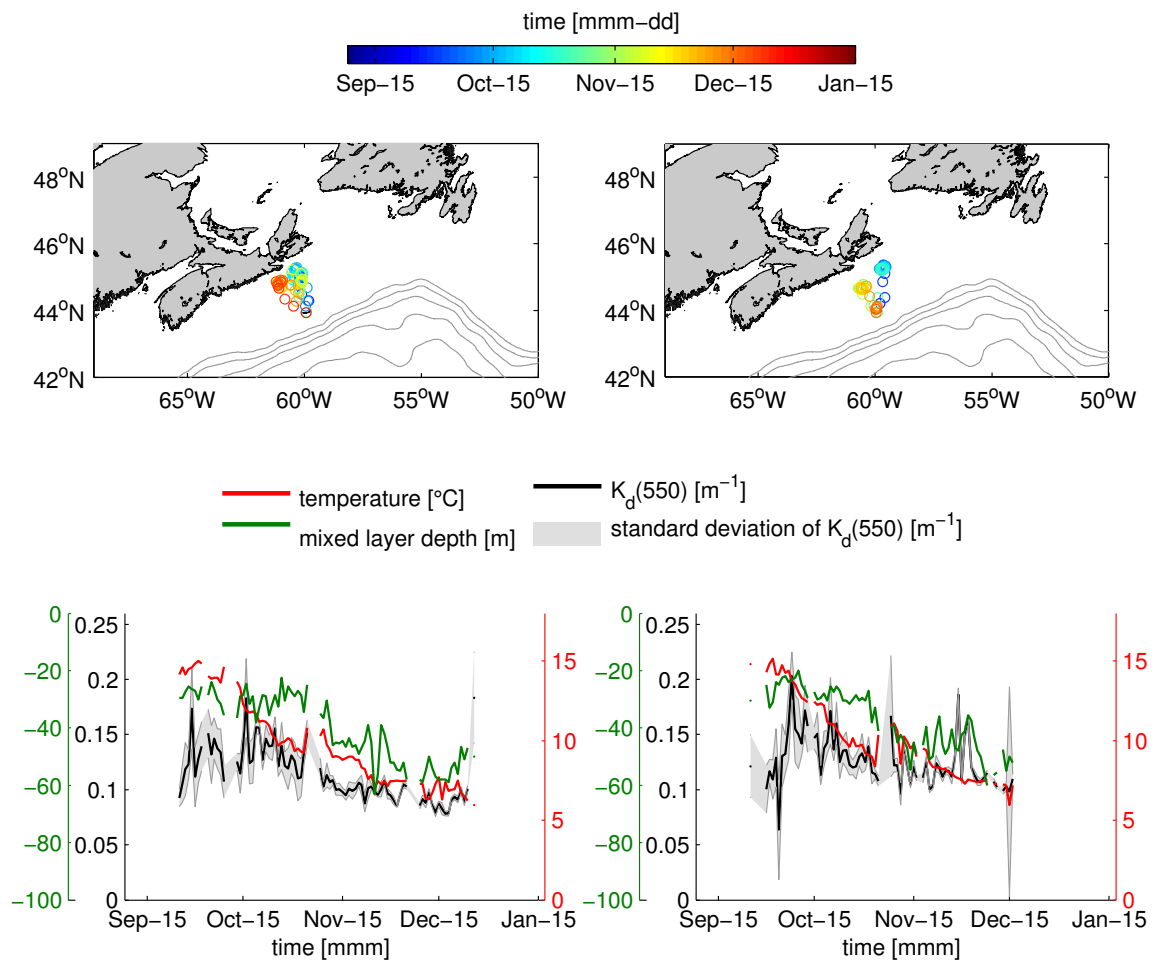 time [mmm−dd]
Sep−15 Oct−15 Nov−15 Dec−15 Jan−15
48°N 46°N 44°N 42°N
65°W 60°W 55°W 50°W
48°N 46°N 44°N 42°N
65°W 60°W 55°W 50°W
temperature [°C]
mixed layer depth [m]
K_d(550) [m⁻¹]
standard deviation of K_d(550) [m⁻¹]
0 −20 −40 −60 −80 −100
0.25 0.2 0.15 0.1 0.05 0
15 10 5 0
Sep−15 Oct−15 Nov−15 Dec−15 Jan−15
time [mmm]
0 −20 −40 −60 −80 −100
0.25 0.2 0.15 0.1 0.05 0
15 10 5 0
Sep−15 Oct−15 Nov−15 Dec−15 Jan−15
time [mmm]